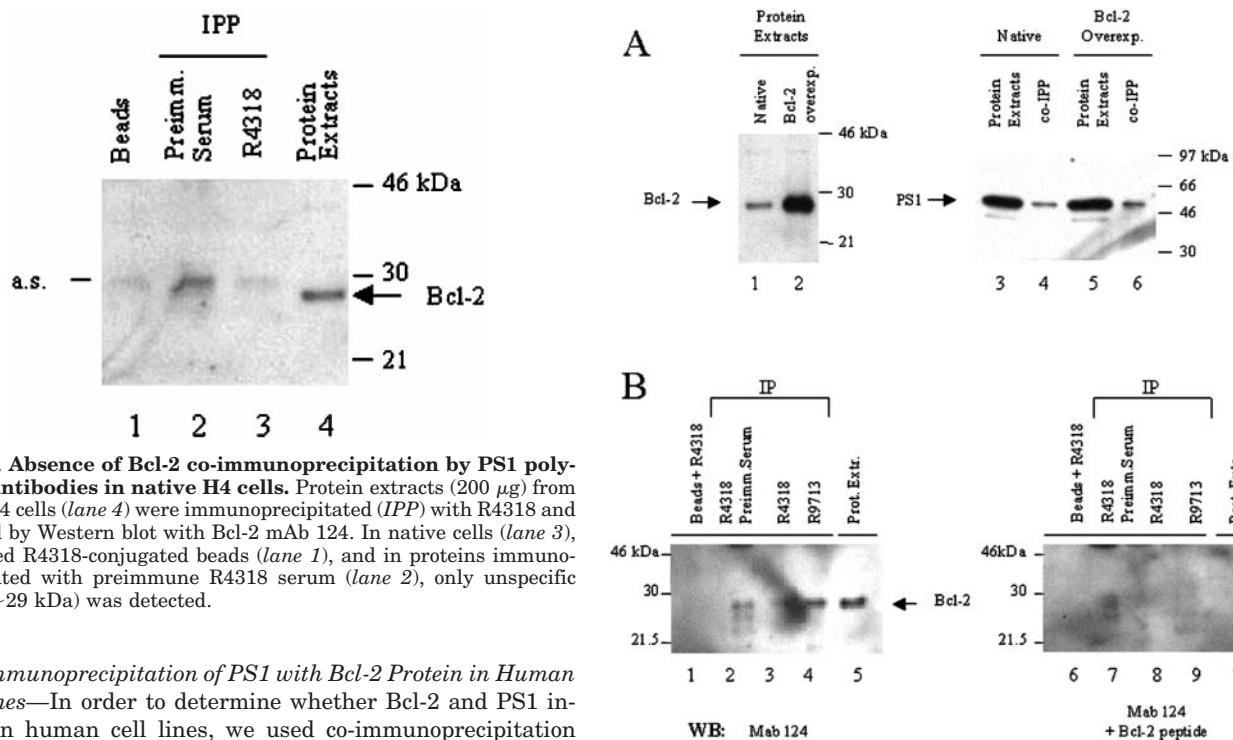 IPP
Beads
Preimm.
Serum
R4318
Protein
Extracts
46 kDa
a.s.
30
Bcl-2
21
1 2 3 4
Absence of Bcl-2 co-immunoprecipitation by PS1 poly-
antibodies in native H4 cells. Protein extracts (200 μg) from
4 cells (lane 4) were immunoprecipitated (IPP) with R4318 and
d by Western blot with Bcl-2 mAb 124. In native cells (lane 3),
ed R4318-conjugated beads (lane 1), and in proteins immuno-
ated with preimmune R4318 serum (lane 2), only unspecific
~29 kDa) was detected.
mmunoprecipitation of PS1 with Bcl-2 Protein in Human
nes—In order to determine whether Bcl-2 and PS1 in-
n human cell lines, we used co-immunoprecipitation
A
Protein
Extracts
Native
Bcl-2
overexp.
46 kDa
Bcl-2
30
21
1 2
Native
Bcl-2
Overexp.
Protein
Extracts
co-IPP
Protein
Extracts
co-IPP
97 kDa
66
PS1
46
30
3 4 5 6
B
IP
Beads + R4318
R4318
Preimm.Serum
R4318
R9713
Prot. Extr.
46 kDa
30
Bcl-2
21.5
1 2 3 4 5
WB: Mab 124
IP
Beads + R4318
R4318
Preimm.Serum
R4318
R9713
46kDa
30
21.5
6 7 8 9
Mab 124
+ Bcl-2 peptide